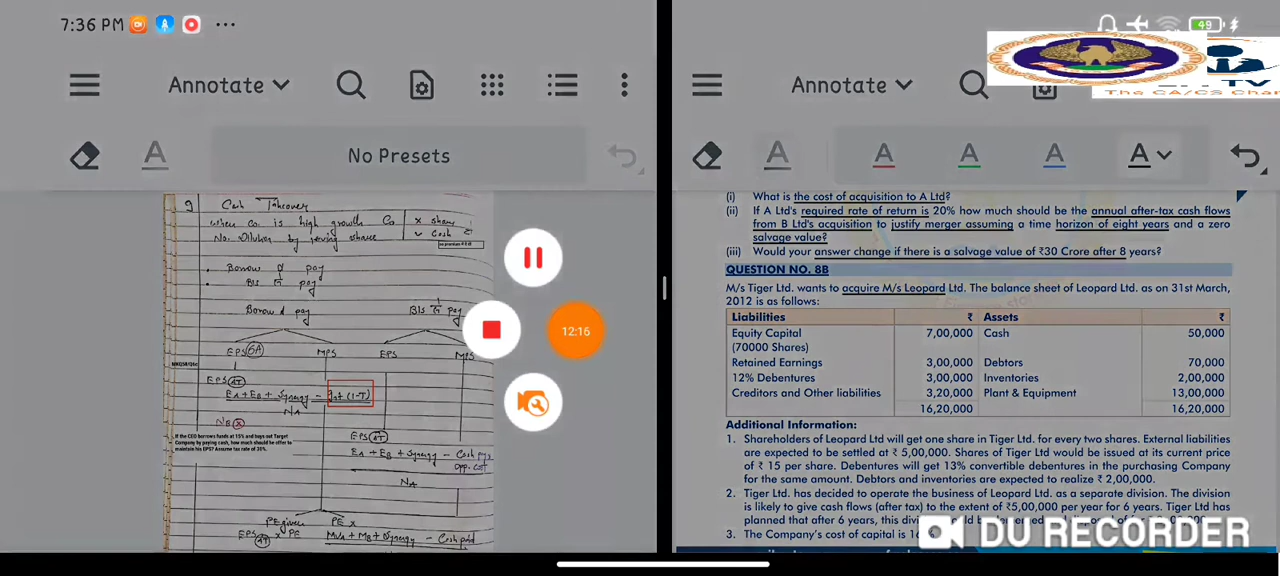 7:36 PM
49
Annotate
Annotate
No Presets
The CA/CS Chan
TV
9 Cash Takeover
When Co. is high growth Co
x share
No. Dilution by issuing share
✓ Cash
Borrow & pay
Borrow & pay
EPS MPS EPS MPS
EPS
EA + EB + Synergy - Int (1-T)
NA
If the CEO borrows funds at 15% and buys out Target
Company by paying cash, how much should be offer to
maintain his EPS? Assume tax rate of 30%.
EPS
EA + EB + Synergy - Cash
opp. cost
NA
PE given PE x
EPS x PE
MVA + MVB + Synergy - Cash paid
12:16
(i) What is the cost of acquisition to A Ltd?
(ii) If A Ltd's required rate of return is 20% how much should be the annual after-tax cash flows
from B Ltd's acquisition to justify merger assuming a time horizon of eight years and a zero
salvage value?
(iii) Would your answer change if there is a salvage value of ₹30 Crore after 8 years?
QUESTION NO. 8B
M/s Tiger Ltd. wants to acquire M/s Leopard Ltd. The balance sheet of Leopard Ltd. as on 31st March,
2012 is as follows:
Liabilities ₹ Assets ₹
Equity Capital 7,00,000 Cash 50,000
(70000 Shares)
Retained Earnings 3,00,000 Debtors 70,000
12% Debentures 3,00,000 Inventories 2,00,000
Creditors and Other liabilities 3,20,000 Plant & Equipment 13,00,000
16,20,000 16,20,000
Additional Information:
1. Shareholders of Leopard Ltd will get one share in Tiger Ltd. for every two shares. External liabilities
are expected to be settled at ₹ 5,00,000. Shares of Tiger Ltd would be issued at its current price
of ₹ 15 per share. Debentures will get 13% convertible debentures in the purchasing Company
for the same amount. Debtors and inventories are expected to realize ₹ 2,00,000.
2. Tiger Ltd. has decided to operate the business of Leopard Ltd. as a separate division. The division
is likely to give cash flows (after tax) to the extent of ₹5,00,000 per year for 6 years. Tiger Ltd has
planned that after 6 years, this
3. The Company's cost of capital is
DU RECORDER